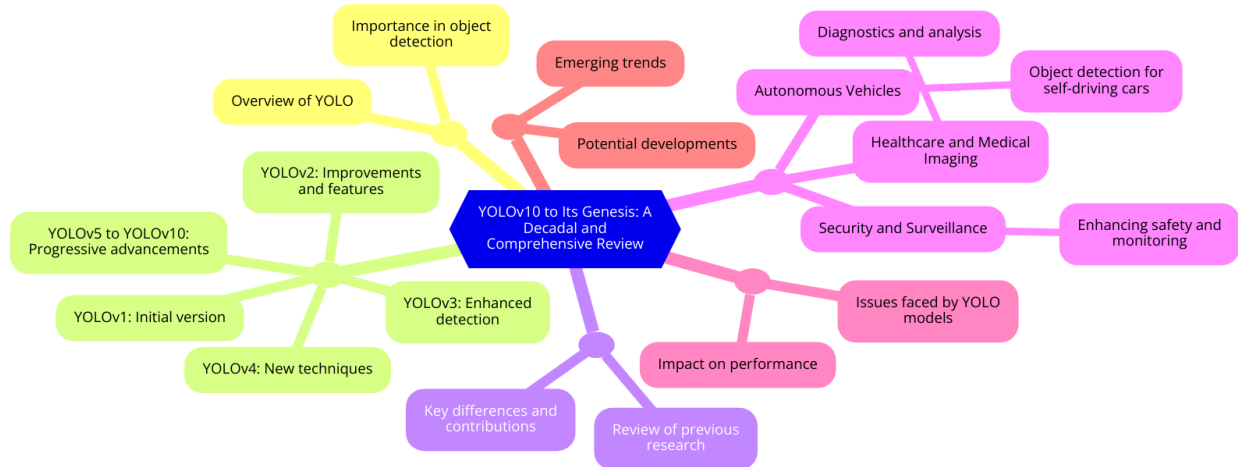 Importance in object
detection
Overview of YOLO
Emerging trends
Potential developments
Diagnostics and analysis
Autonomous Vehicles
Object detection for
self-driving cars
Healthcare and Medical
Imaging
Security and Surveillance
Enhancing safety and
monitoring
YOLOv10 to Its Genesis: A
Decadal and
Comprehensive Review
YOLOv2: Improvements
and features
YOLOv5 to YOLOv10:
Progressive advancements
YOLOv1: Initial version
YOLOv3: Enhanced
detection
YOLOv4: New techniques
Issues faced by YOLO
models
Impact on performance
Key differences and
contributions
Review of previous
research